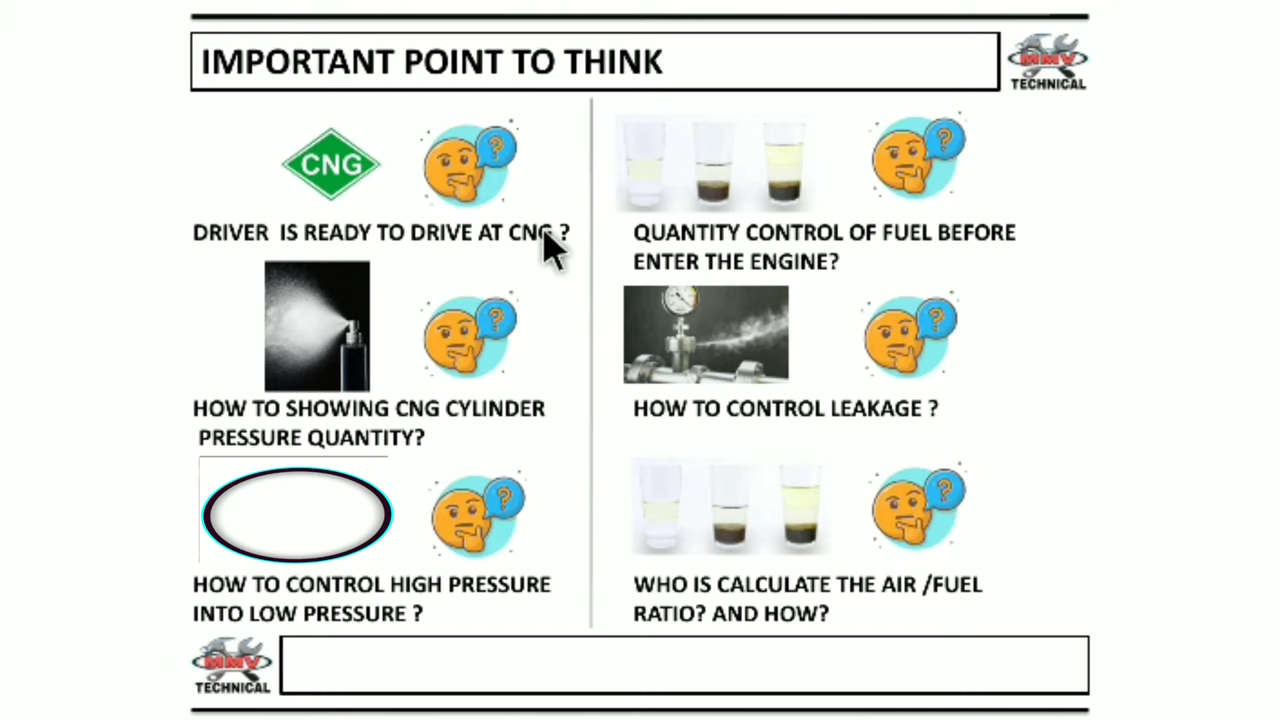 IMPORTANT POINT TO THINK
MMV
TECHNICAL
CNG
?
DRIVER IS READY TO DRIVE AT CNG ?
?
HOW TO SHOWING CNG CYLINDER
PRESSURE QUANTITY?
?
HOW TO CONTROL HIGH PRESSURE
INTO LOW PRESSURE ?
?
QUANTITY CONTROL OF FUEL BEFORE
ENTER THE ENGINE?
?
HOW TO CONTROL LEAKAGE ?
?
WHO IS CALCULATE THE AIR /FUEL
RATIO? AND HOW?
MMV
TECHNICAL